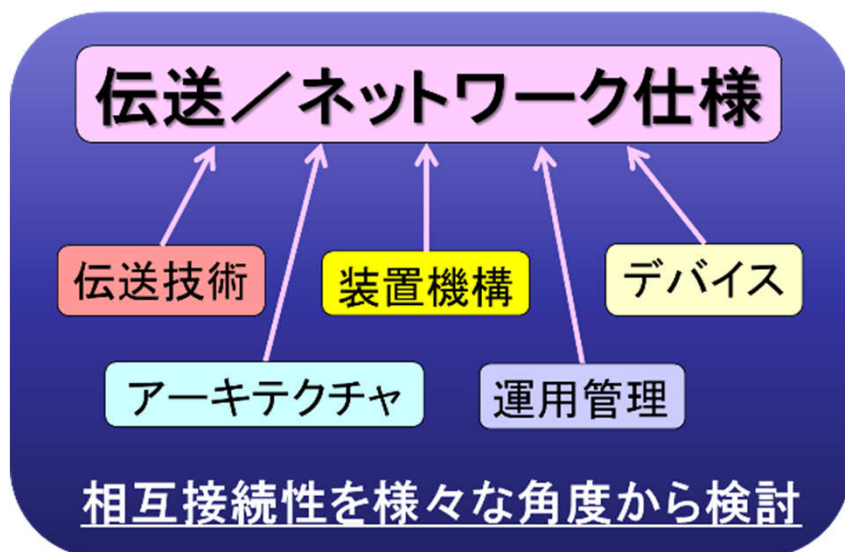 伝送／ネットワーク仕様
伝送技術
装置機構
デバイス
アーキテクチャ
運用管理
相互接続性を様々な角度から検討